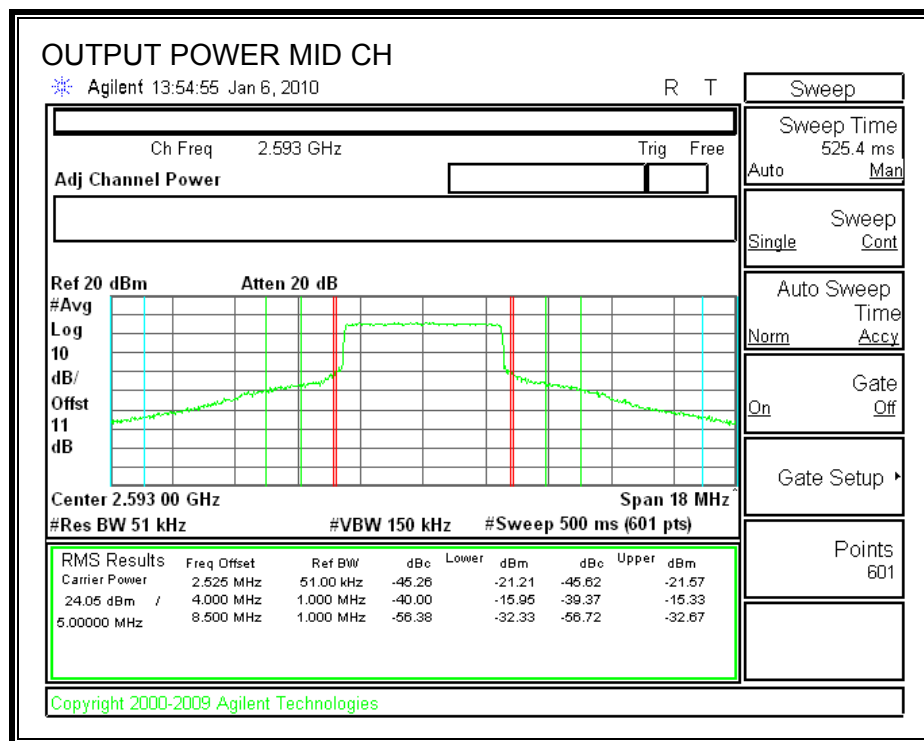 OUTPUT POWER MID CH
Agilent 13:54:55 Jan 6, 2010 R T
Ch Freq 2.593 GHz Trig Free
Adj Channel Power
Ref 20 dBm Atten 20 dB
#Avg
Log
10
dB/
Offst
11
dB
Center 2.593 00 GHz Span 18 MHz^
#Res BW 51 kHz #VBW 150 kHz #Sweep 500 ms (601 pts)
RMS Results Freq Offset Ref BW dBc Lower dBm dBc Upper dBm
Carrier Power 2.525 MHz 51.00 kHz -45.26 -21.21 -45.62 -21.57
24.05 dBm / 4.000 MHz 1.000 MHz -40.00 -15.95 -39.37 -15.33
5.00000 MHz 8.500 MHz 1.000 MHz -56.38 -32.33 -56.72 -32.67
Copyright 2000-2009 Agilent Technologies
Sweep
Sweep Time
525.4 ms
Auto Man
Sweep
Single Cont
Auto Sweep
Time
Norm Accy
Gate
On Off
Gate Setup
Points
601